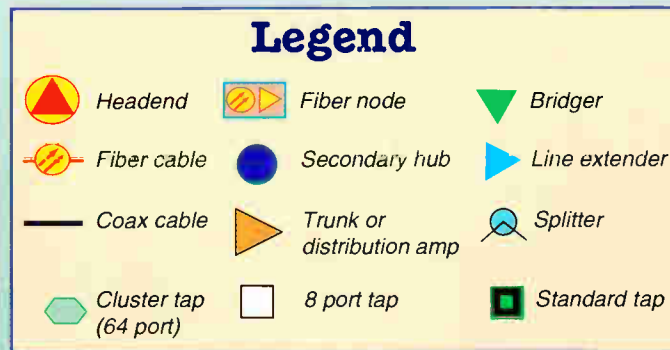 Legend
Headend
Fiber node
Bridger
Fiber cable
Secondary hub
Line extender
Coax cable
Trunk or
distribution amp
Splitter
Cluster tap
(64 port)
8 port tap
Standard tap